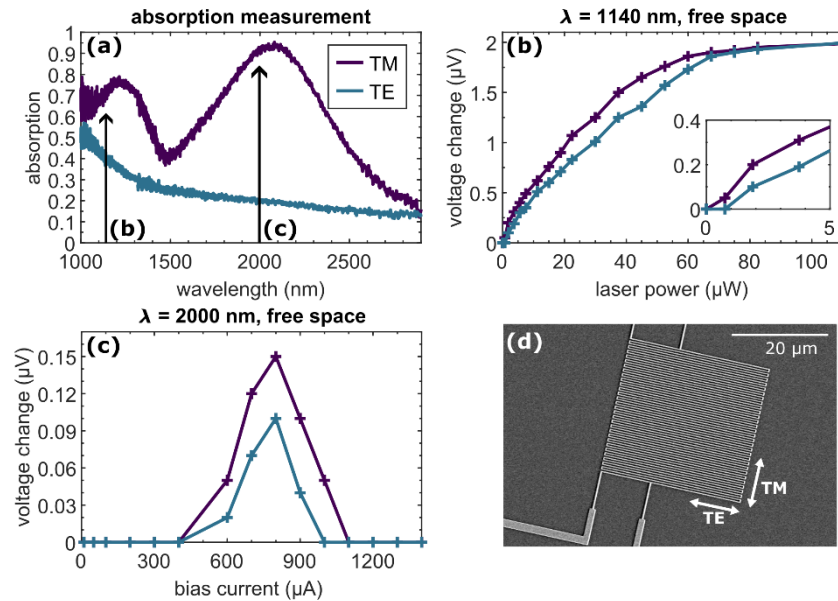 absorption measurement
(a)
TM
TE
1
0.9
0.8
0.7
0.6
0.5
0.4
0.3
0.2
0.1
0
absorption
(b)
(c)
1000 1500 2000 2500
wavelength (nm)
λ = 1140 nm, free space
(b)
2
1.5
1
0.5
0
voltage change (µV)
0.4
0.2
0
0 5
0 20 40 60 80 100
laser power (µW)
λ = 2000 nm, free space
(c)
0.15
0.12
0.09
0.06
0.03
0
voltage change (µV)
0 300 600 900 1200
bias current (µA)
(d)
20 µm
TM
TE